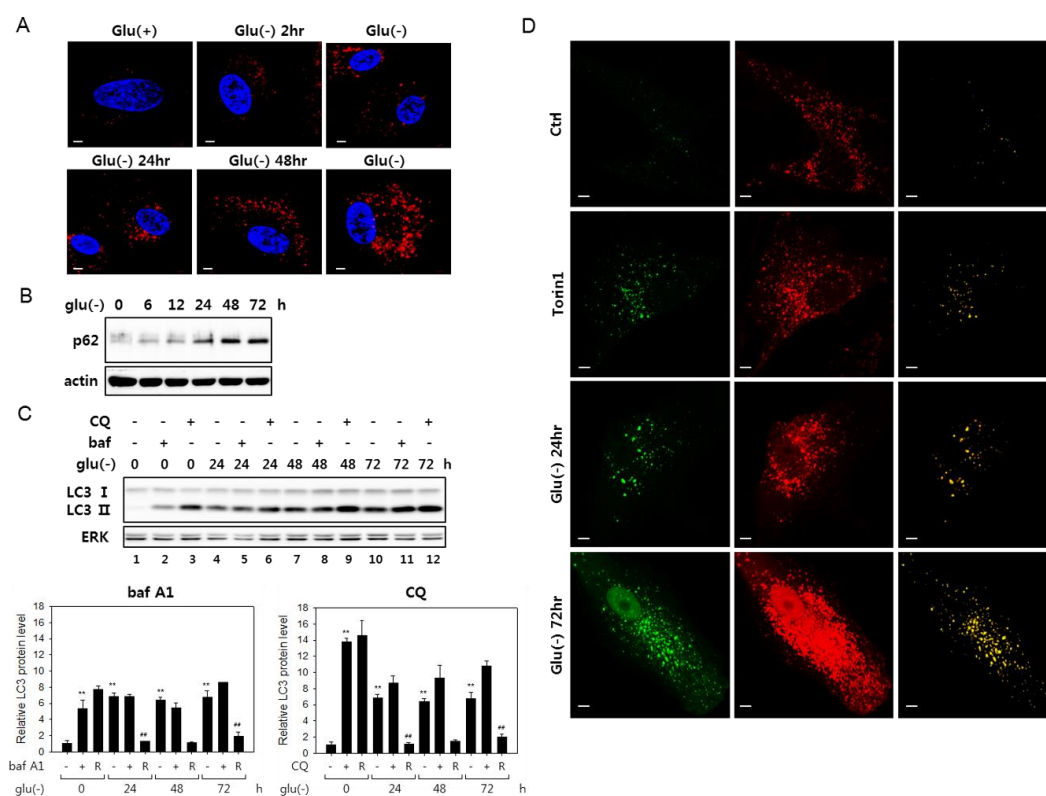 A
Glu(+) Glu(-) 2hr Glu(-)
Glu(-) 24hr Glu(-) 48hr Glu(-)
B
glu(-) 0 6 12 24 48 72 h
p62
actin
C
CQ - - + - - + - - + - - +
baf - + - - + - - + - - + -
glu(-) 0 0 0 24 24 24 48 48 48 72 72 72 h
LC3 I
LC3 II
ERK
1 2 3 4 5 6 7 8 9 10 11 12
baf A1
Relative LC3 protein level
18
16
14
12
10
8
6
4
2
0
** ** ## ** ** ##
baf A1 - + R - + R - + R - + R
glu(-) 0 24 48 72 h
CQ
Relative LC3 protein level
18
16
14
12
10
8
6
4
2
0
** ** ## ** ** ##
CQ - + R - + R - + R - + R
glu(-) 0 24 48 72 h
D
Ctrl
Torin1
Glu(-) 24hr
Glu(-) 72hr